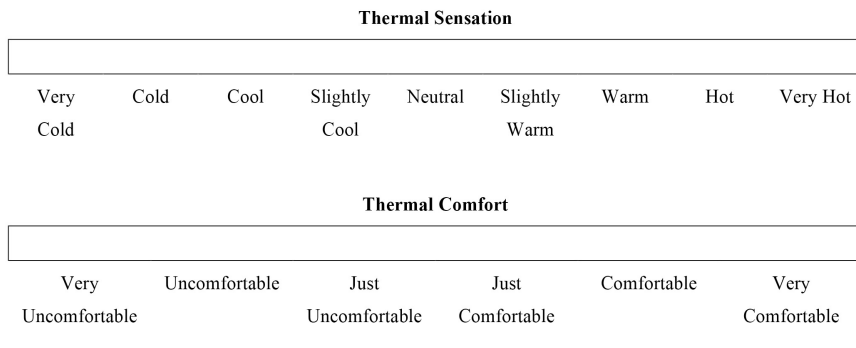 Thermal Sensation
Very Cold Cool Slightly Neutral Slightly Warm Hot Very Hot
Cold Cool Warm
Thermal Comfort
Very Uncomfortable Just Just Comfortable Very
Uncomfortable Uncomfortable Comfortable Comfortable